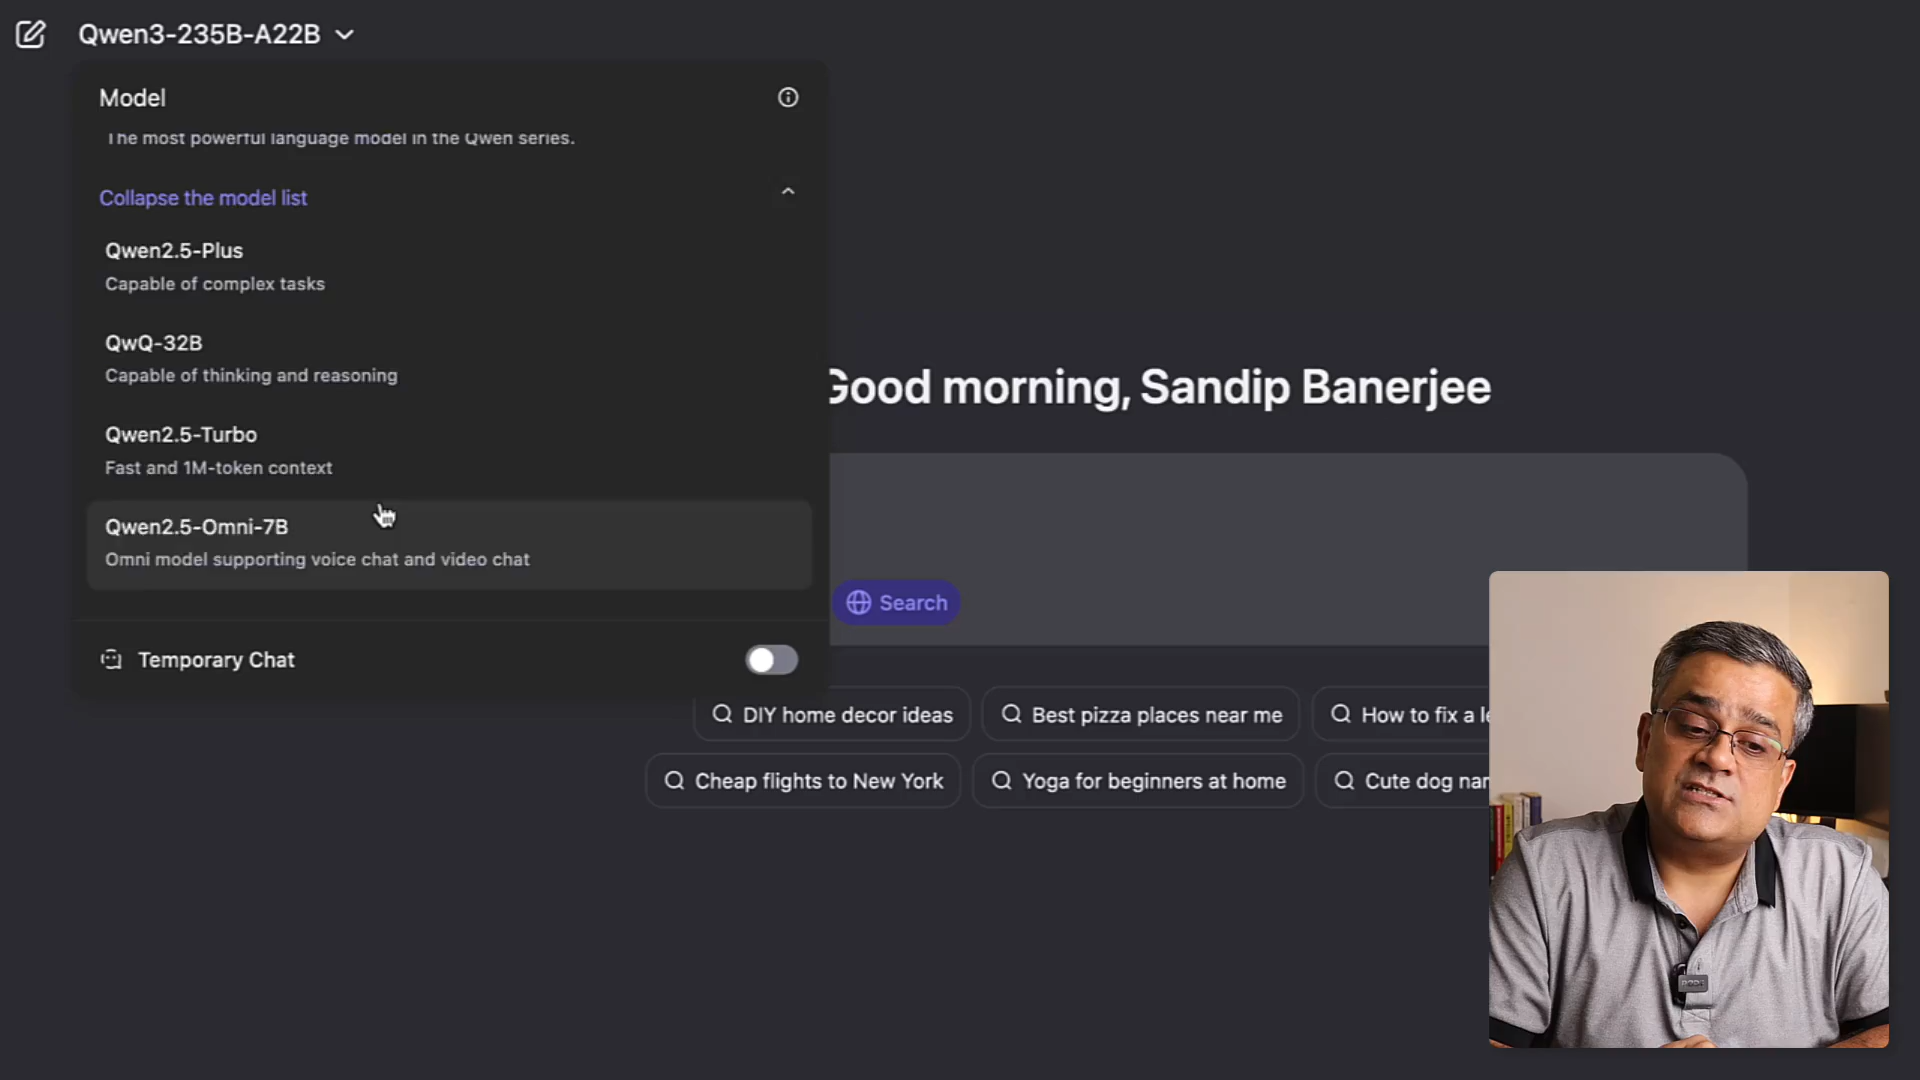 Qwen3-235B-A22B
Model
The most powerful language model in the Qwen series.
Collapse the model list
Qwen2.5-Plus
Capable of complex tasks
QwQ-32B
Capable of thinking and reasoning
Qwen2.5-Turbo
Fast and 1M-token context
Qwen2.5-Omni-7B
Omni model supporting voice chat and video chat
Temporary Chat
Good morning, Sandip Banerjee
Search
DIY home decor ideas
Best pizza places near me
How to fix a le
Cheap flights to New York
Yoga for beginners at home
Cute dog nam